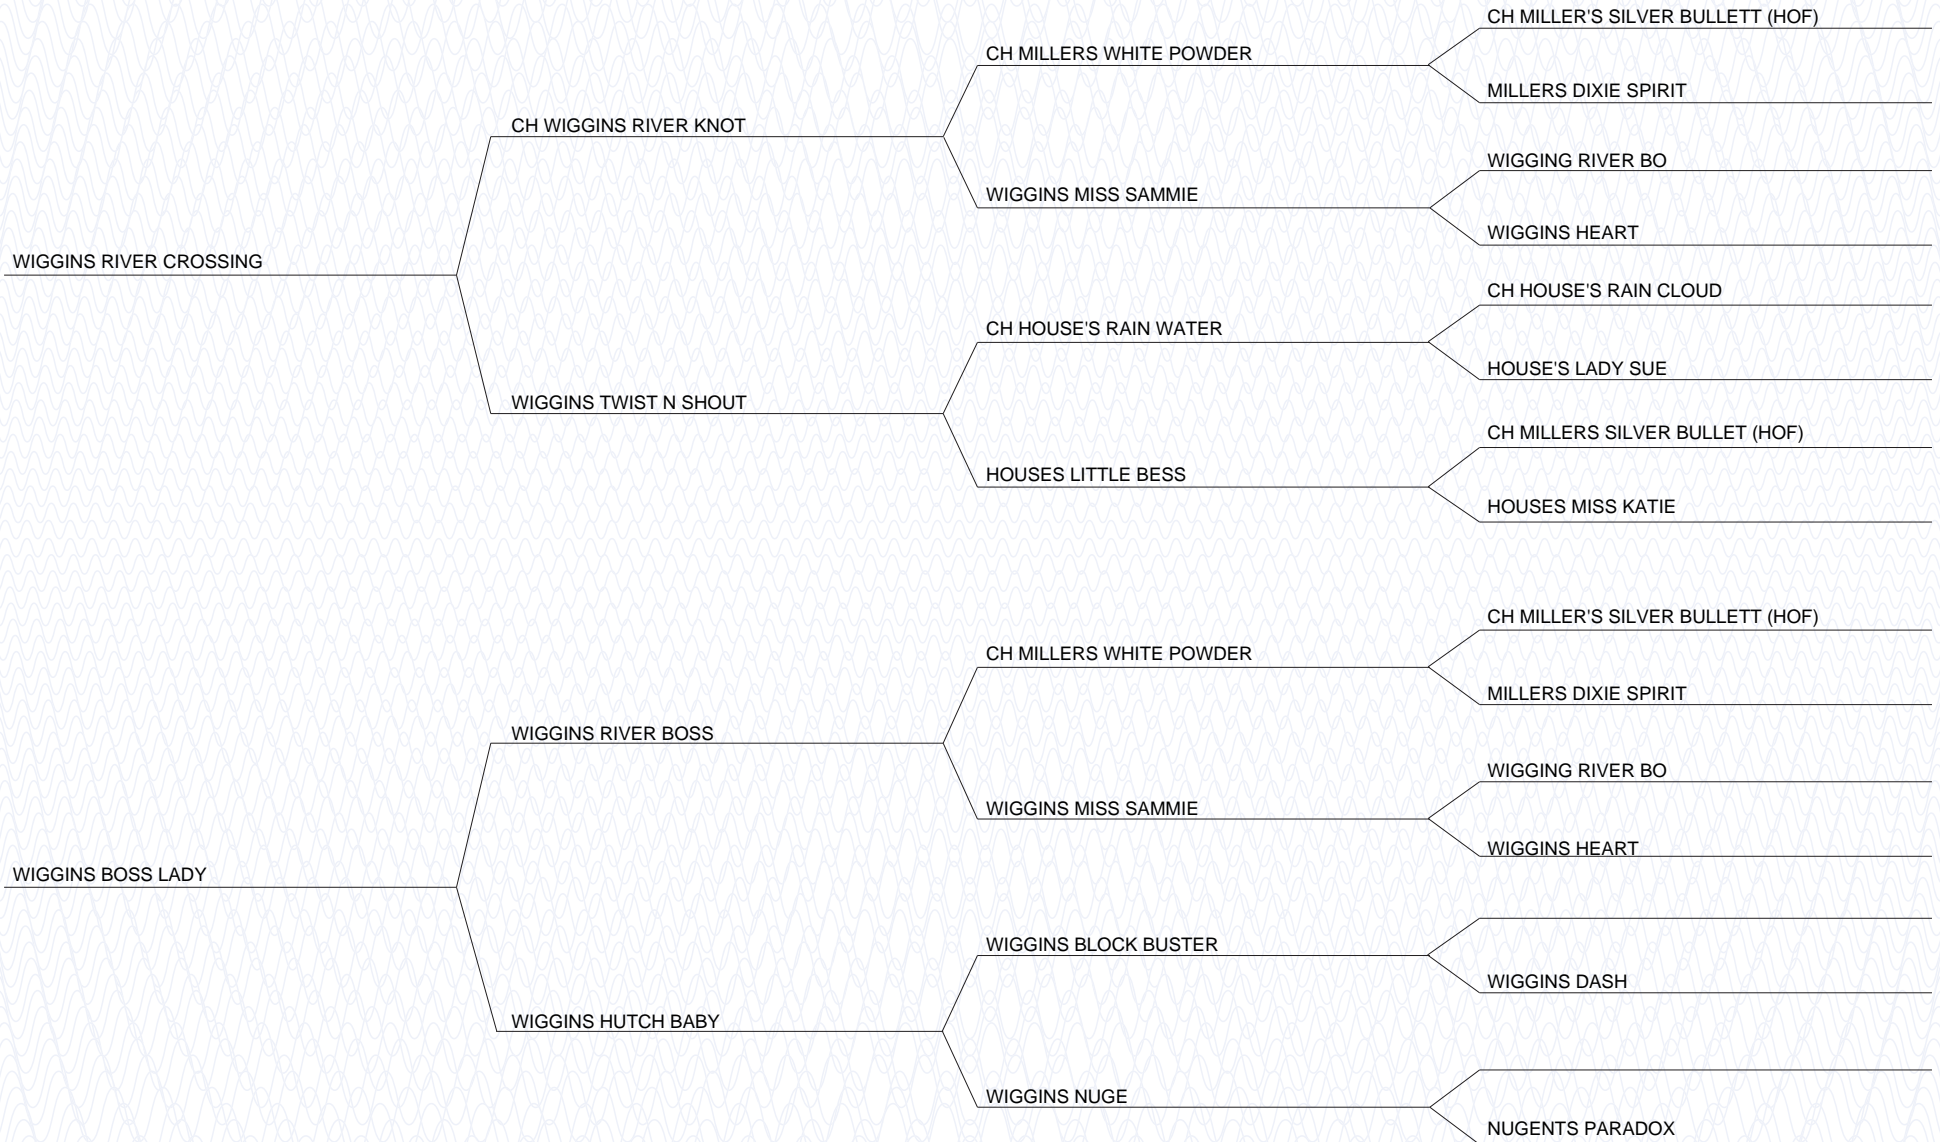 CH MILLER'S SILVER BULLETT (HOF)
CH MILLERS WHITE POWDER
MILLERS DIXIE SPIRIT
CH WIGGINS RIVER KNOT
WIGGING RIVER BO
WIGGINS MISS SAMMIE
WIGGINS HEART
WIGGINS RIVER CROSSING
CH HOUSE'S RAIN CLOUD
CH HOUSE'S RAIN WATER
HOUSE'S LADY SUE
WIGGINS TWIST N SHOUT
CH MILLERS SILVER BULLET (HOF)
HOUSES LITTLE BESS
HOUSES MISS KATIE
CH MILLER'S SILVER BULLETT (HOF)
CH MILLERS WHITE POWDER
MILLERS DIXIE SPIRIT
WIGGINS RIVER BOSS
WIGGING RIVER BO
WIGGINS MISS SAMMIE
WIGGINS HEART
WIGGINS BOSS LADY
WIGGINS BLOCK BUSTER
WIGGINS DASH
WIGGINS HUTCH BABY
WIGGINS NUGE
NUGENTS PARADOX